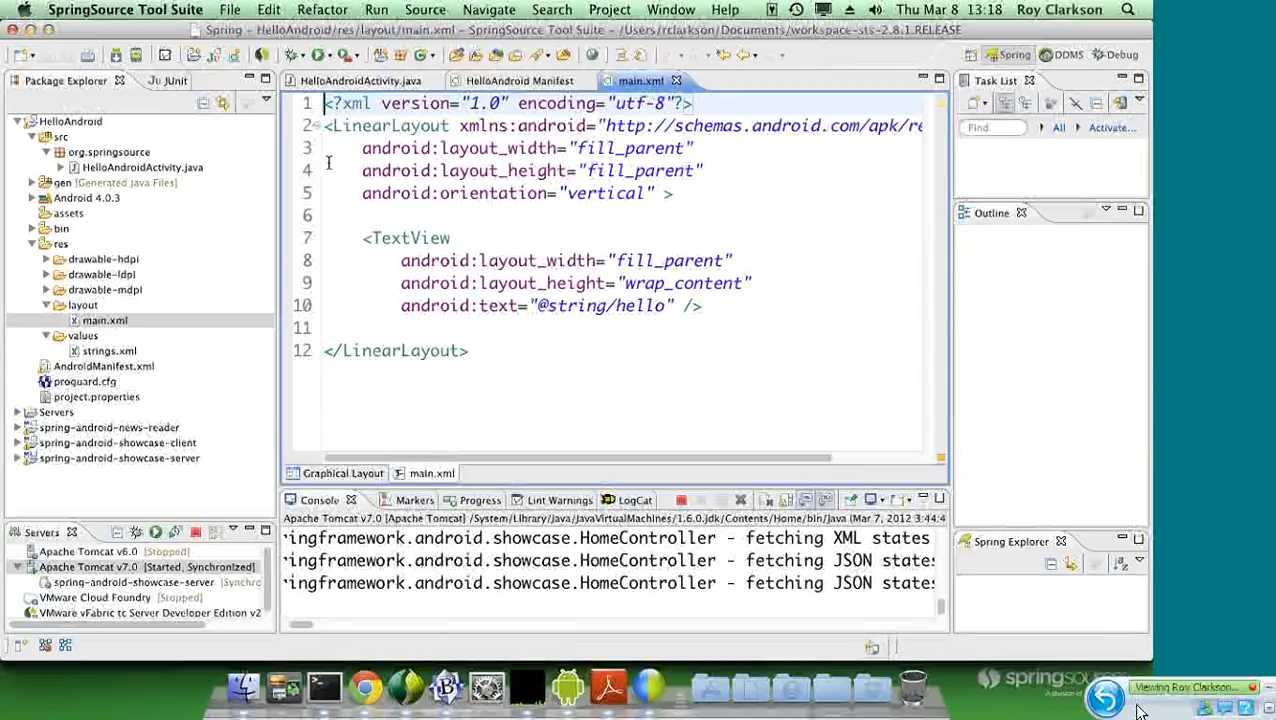 SpringSource Tool Suite File Edit Refactor Run Source Navigate Search Project Window Help Thu Mar 8 13:18 Roy Clarkson
Spring - HelloAndroid/res/layout/main.xml - SpringSource Tool Suite - /Users/rclarkson/Documents/workspace-sts-2.8.1.RELEASE
Spring DDMS Debug
Package Explorer JUnit
HelloAndroid
src
org.springsource
HelloAndroidActivity.java
gen [Generated Java Files]
Android 4.0.3
assets
bin
res
drawable-hdpi
drawable-ldpi
drawable-mdpi
layout
main.xml
values
strings.xml
AndroidManifest.xml
proguard.cfg
project.properties
Servers
spring-android-news-reader
spring-android-showcase-client
spring-android-showcase-server
HelloAndroidActivity.java HelloAndroid Manifest main.xml
1 <?xml version="1.0" encoding="utf-8"?>
2 <LinearLayout xmlns:android="http://schemas.android.com/apk/re
3 android:layout_width="fill_parent"
4 android:layout_height="fill_parent"
5 android:orientation="vertical" >
6
7 <TextView
8 android:layout_width="fill_parent"
9 android:layout_height="wrap_content"
10 android:text="@string/hello" />
11
12 </LinearLayout>
Graphical Layout main.xml
Task List
Find All Activate...
Outline
Servers
Apache Tomcat v6.0 [Stopped]
Apache Tomcat v7.0 [Started, Synchronized]
spring-android-showcase-server [Synchro
VMware Cloud Foundry [Stopped]
VMware vFabric tc Server Developer Edition v2
Console Markers Progress Lint Warnings LogCat
Apache Tomcat v7.0 [Apache Tomcat] /System/Library/Java/JavaVirtualMachines/1.6.0.jdk/Contents/Home/bin/java (Mar 7, 2012 3:44:4
ingframework.android.showcase.HomeController - fetching XML states
ingframework.android.showcase.HomeController - fetching JSON states
ingframework.android.showcase.HomeController - fetching JSON states
Spring Explorer
springsource
A division of
Viewing Roy Clarkson...